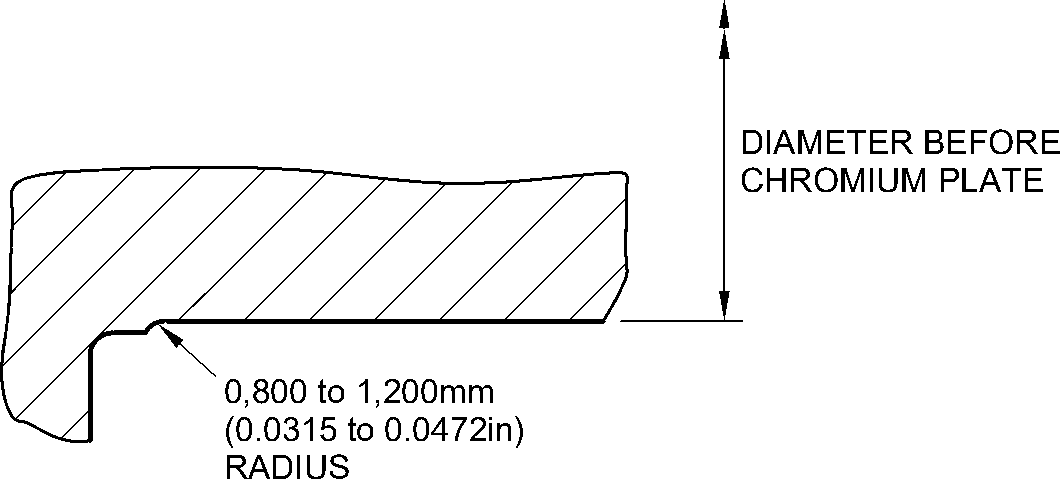 DIAMETER BEFORE
CHROMIUM PLATE
0,800 to 1,200mm
(0.0315 to 0.0472in)
RADIUS